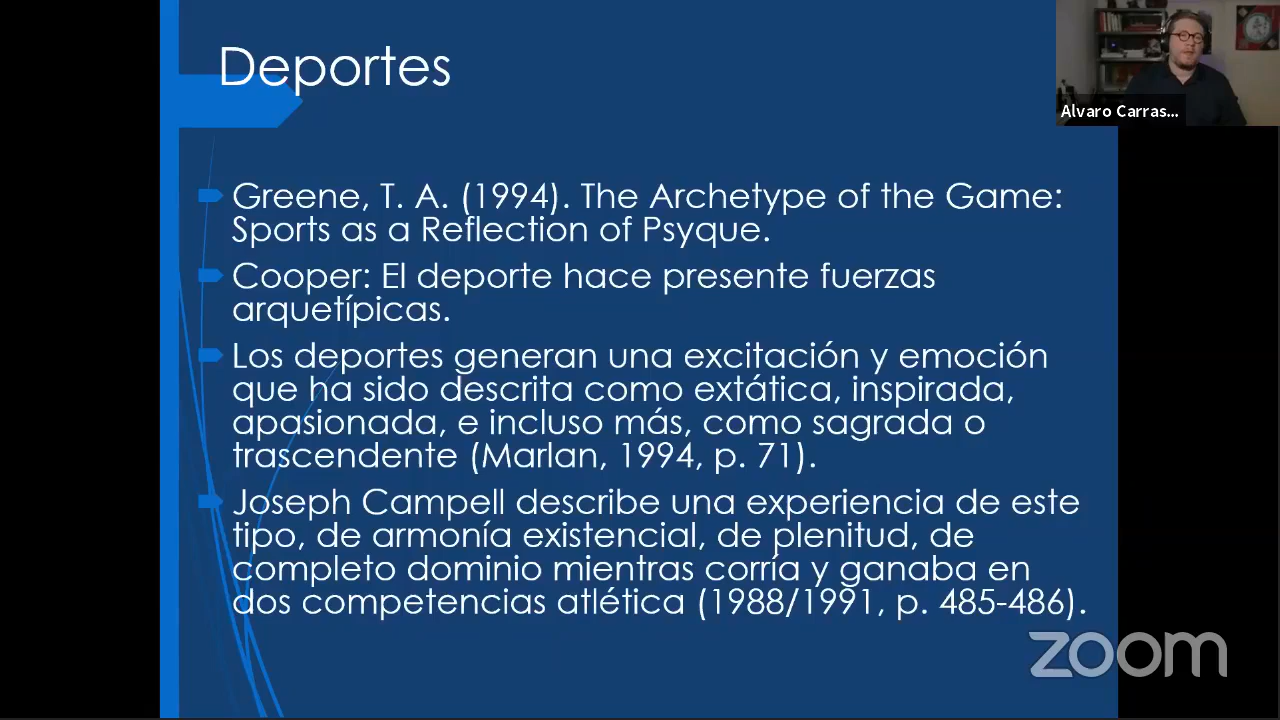 Deportes
Alvaro Carras...
Greene, T. A. (1994). The Archetype of the Game:
Sports as a Reflection of Psyque.
Cooper: El deporte hace presente fuerzas
arquetípicas.
Los deportes generan una excitación y emoción
que ha sido descrita como extática, inspirada,
apasionada, e incluso más, como sagrada o
trascendente (Marlan, 1994, p. 71).
Joseph Campell describe una experiencia de este
tipo, de armonía existencial, de plenitud, de
completo dominio mientras corría y ganaba en
dos competencias atlética (1988/1991, p. 485-486).
zoom